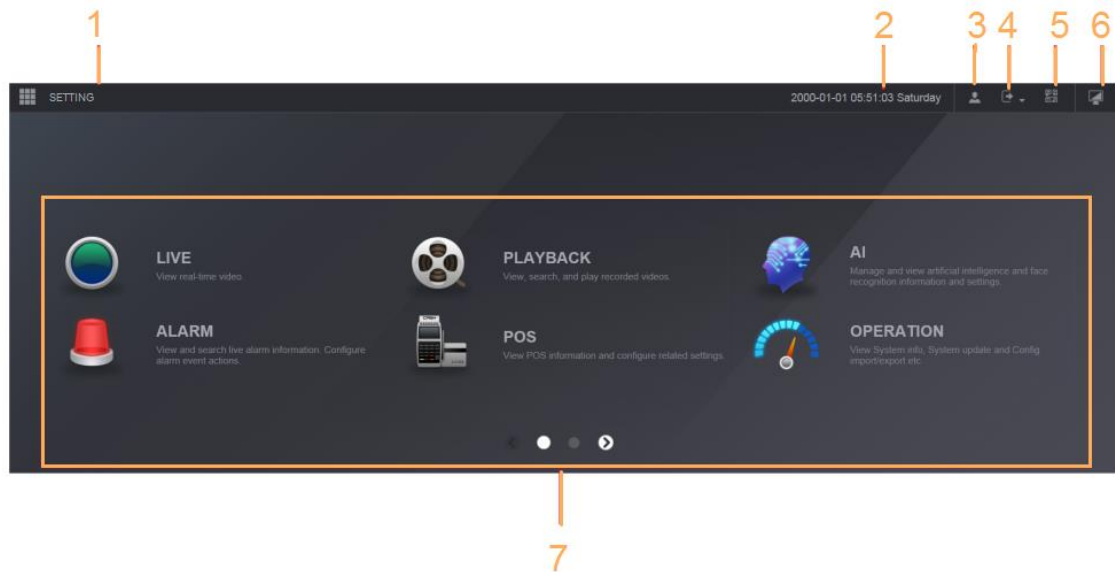 1 2 3 4 5 6
SETTING 2000-01-01 05:51:03 Saturday
LIVE
View real-time video.
PLAYBACK
View, search, and play recorded videos.
AI
Manage and view artificial intelligence and face
recognition information and settings.
ALARM
View and search live alarm information. Configure
alarm event actions.
POS
View POS information and configure related settings.
OPERATION
View System info, System update and Config
import/export etc.
7